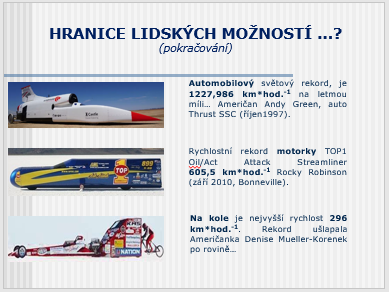 HRANICE LIDSKÝCH MOŽNOSTÍ ...?
(pokračování)
Automobilový světový rekord, je
1227,986 km*hod.-1 na letmou
míli... Američan Andy Green, auto
Thrust SSC (říjen1997).
Rychlostní rekord motorky TOP1
Oil/Act Attack Streamliner
605,5 km*hod.-1 Rocky Robinson
(září 2010, Bonneville).
Na kole je nejvyšší rychlost 296
km*hod.-1. Rekord ušlapala
Američanka Denise Mueller-Korenek
po rovině...
TOP
NATION